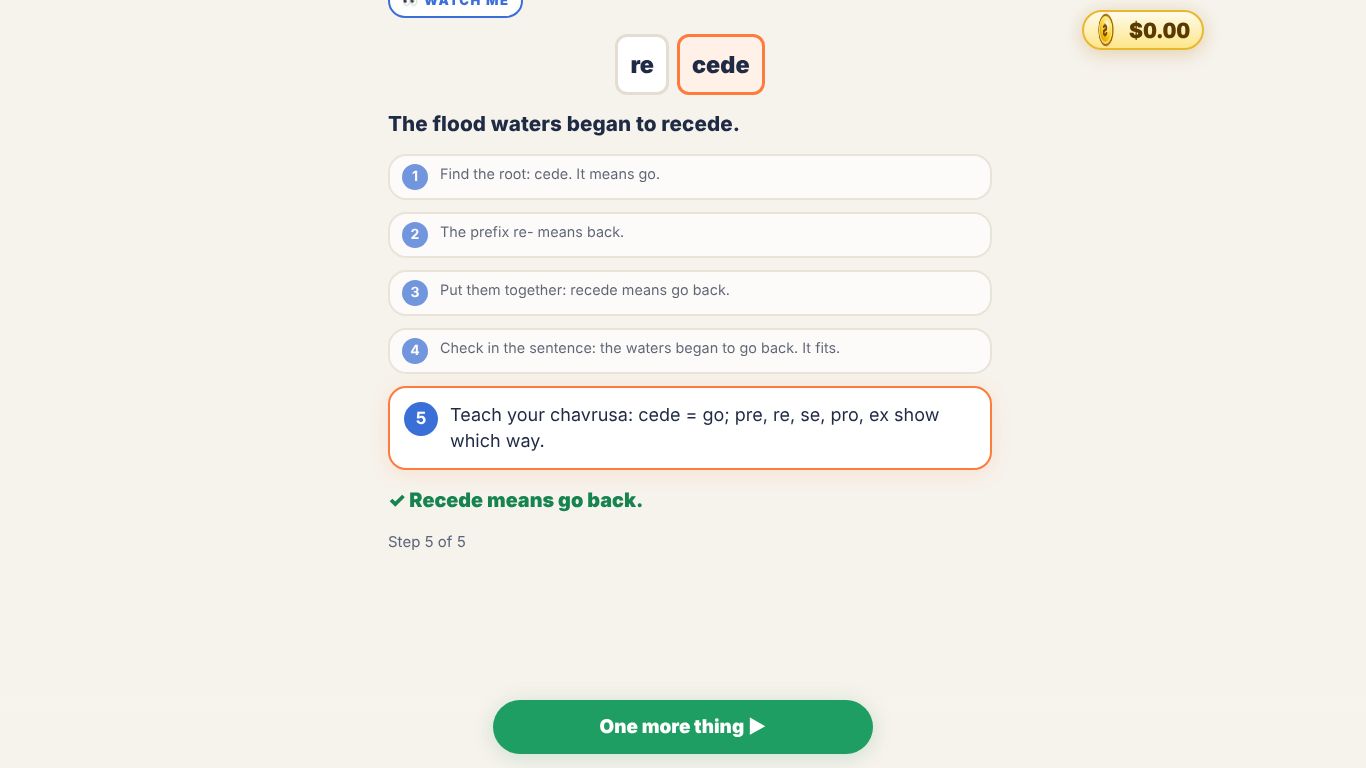 WATCH ME
$0.00
re cede
The flood waters began to recede.
1 Find the root: cede. It means go.
2 The prefix re- means back.
3 Put them together: recede means go back.
4 Check in the sentence: the waters began to go back. It fits.
5 Teach your chavrusa: cede = go; pre, re, se, pro, ex show
which way.
✓ Recede means go back.
Step 5 of 5
One more thing ▶